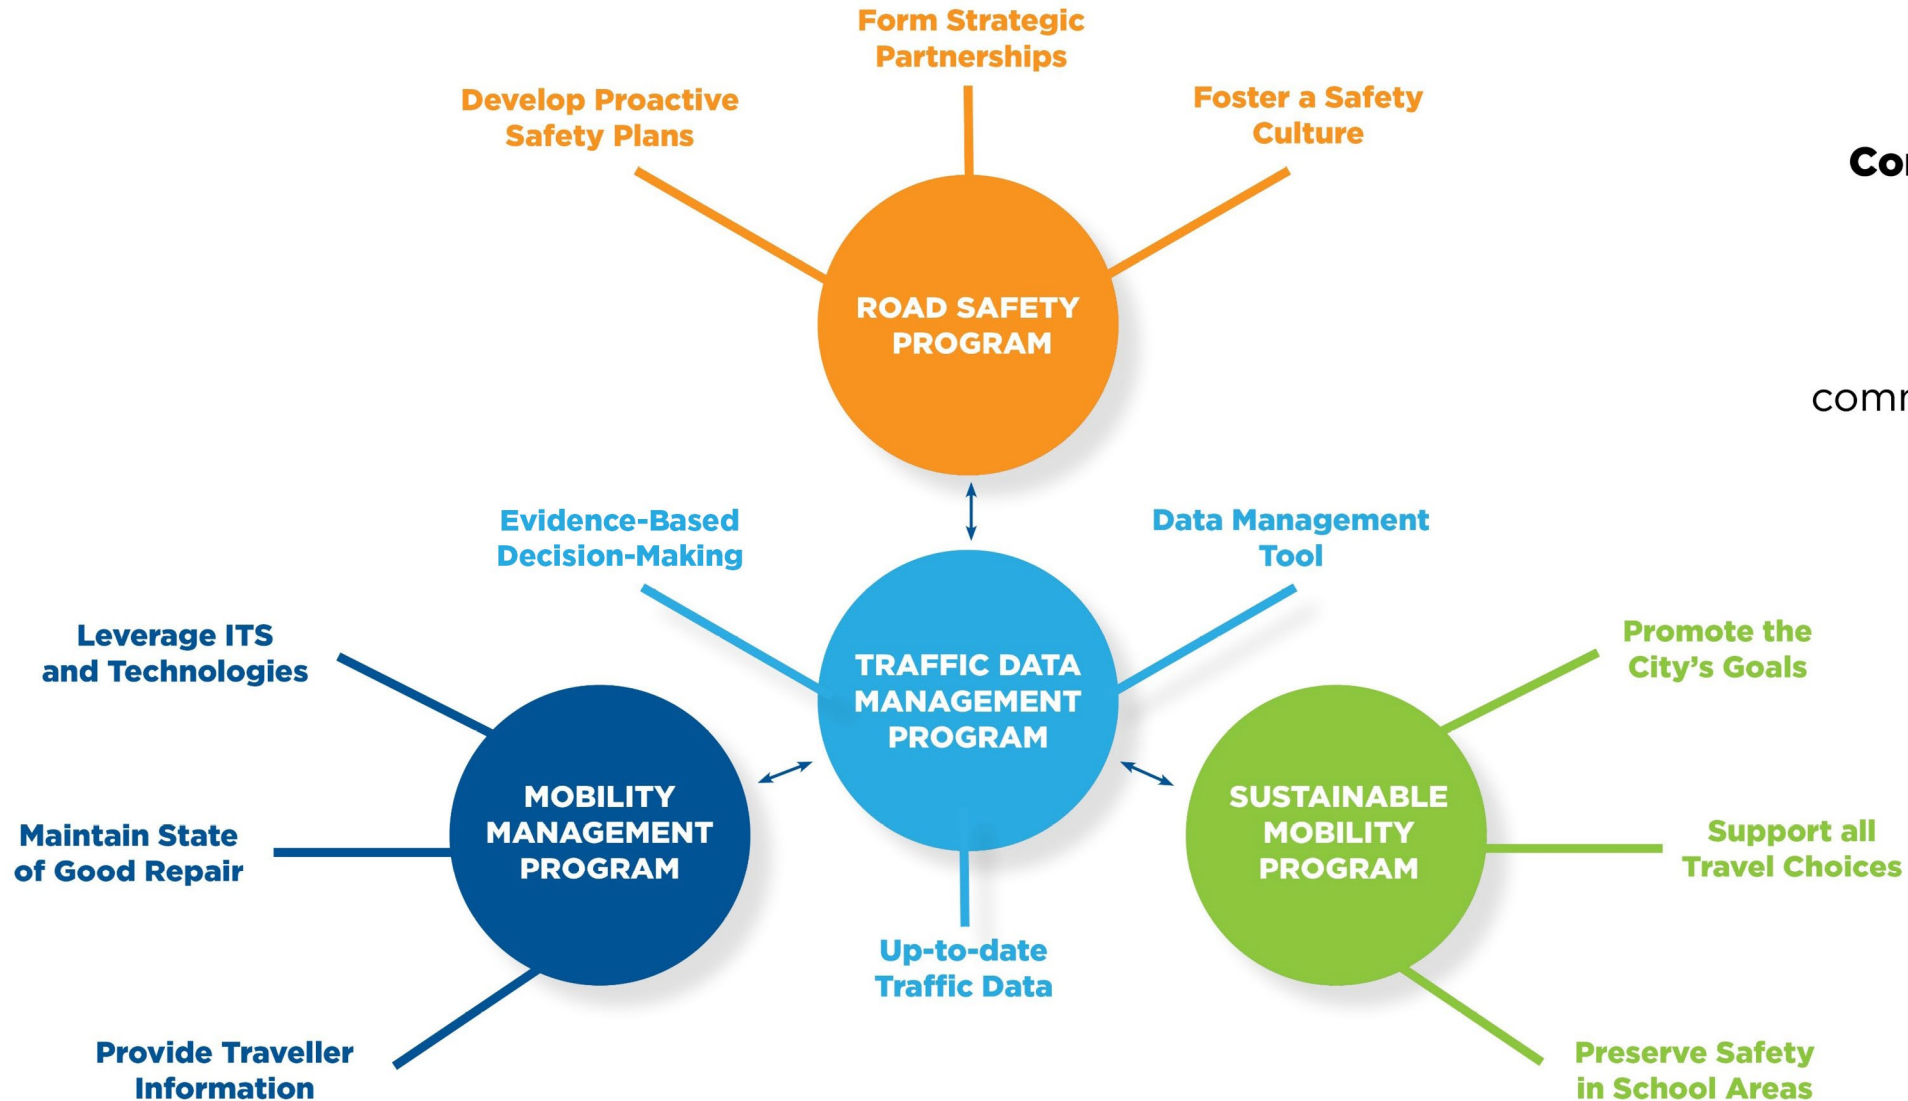 Form Strategic
Partnerships
Develop Proactive
Safety Plans
Foster a Safety
Culture
ROAD SAFETY
PROGRAM
Evidence-Based
Decision-Making
Data Management
Tool
TRAFFIC DATA
MANAGEMENT
PROGRAM
Up-to-date
Traffic Data
Leverage ITS
and Technologies
Maintain State
of Good Repair
Provide Traveller
Information
MOBILITY
MANAGEMENT
PROGRAM
SUSTAINABLE
MOBILITY
PROGRAM
Promote the
City's Goals
Support all
Travel Choices
Preserve Safety
in School Areas